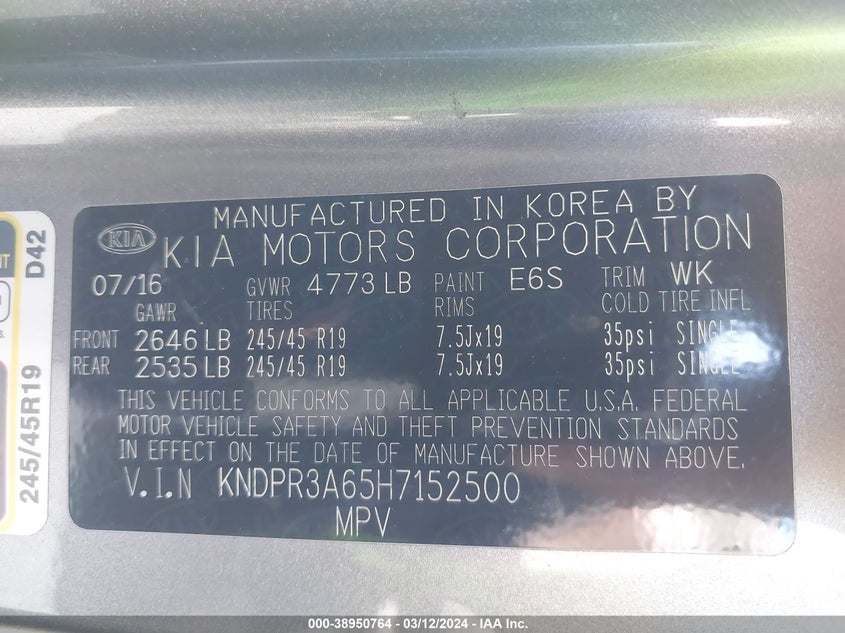 MANUFACTURED IN KOREA BY
KIA KIA MOTORS CORPORATION
07/16 GVWR 4773 LB PAINT E6S TRIM WK
GAWR TIRES RIMS COLD TIRE INFL
FRONT 2646 LB 245/45 R19 7.5Jx19 35psi SINGLE
REAR 2535 LB 245/45 R19 7.5Jx19 35psi SINGLE
THIS VEHICLE CONFORMS TO ALL APPLICABLE U.S.A. FEDERAL
MOTOR VEHICLE SAFETY AND THEFT PREVENTION STANDARDS
IN EFFECT ON THE DATE OF MANUFACTURE SHOWN ABOVE.
V.I.N KNDPR3A65H7152500
MPV
D42
245/45R19
000-38950764 - 03/12/2024 - IAA Inc.